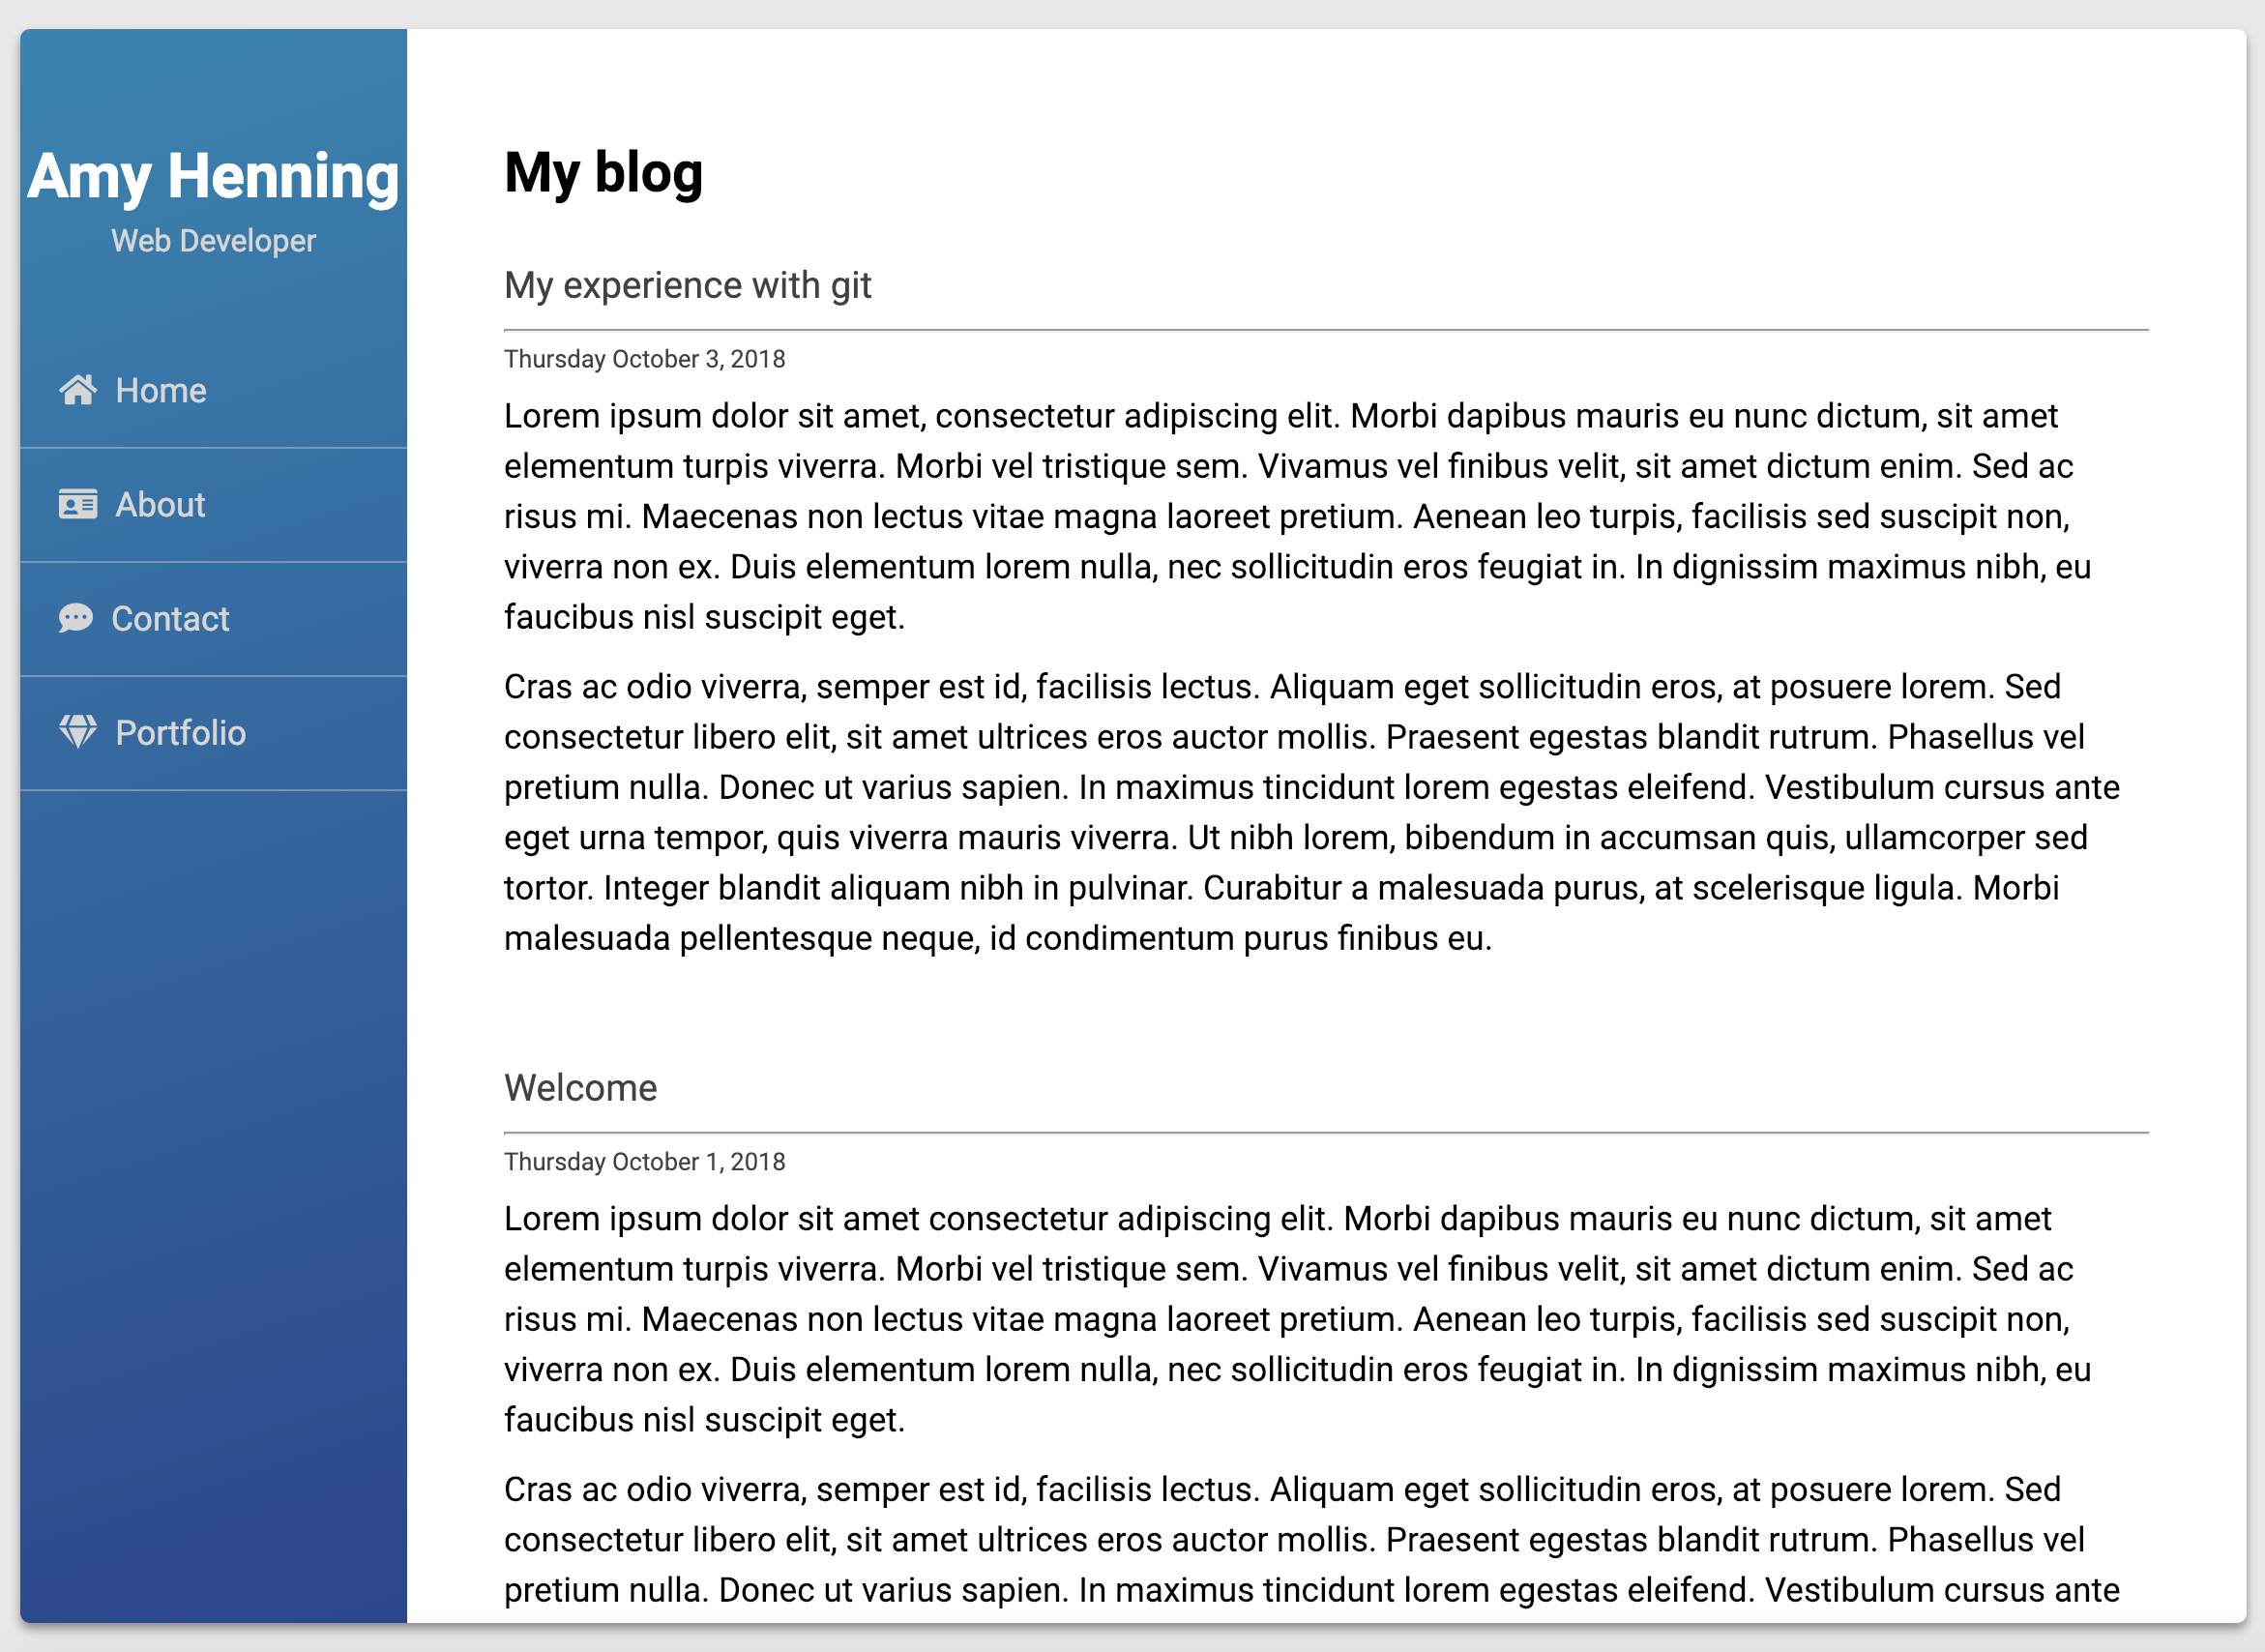 Amy Henning
Web Developer
Home
About
Contact
Portfolio
My blog
My experience with git
Thursday October 3, 2018
Lorem ipsum dolor sit amet, consectetur adipiscing elit. Morbi dapibus mauris eu nunc dictum, sit amet
elementum turpis viverra. Morbi vel tristique sem. Vivamus vel finibus velit, sit amet dictum enim. Sed ac
risus mi. Maecenas non lectus vitae magna laoreet pretium. Aenean leo turpis, facilisis sed suscipit non,
viverra non ex. Duis elementum lorem nulla, nec sollicitudin eros feugiat in. In dignissim maximus nibh, eu
faucibus nisl suscipit eget.
Cras ac odio viverra, semper est id, facilisis lectus. Aliquam eget sollicitudin eros, at posuere lorem. Sed
consectetur libero elit, sit amet ultrices eros auctor mollis. Praesent egestas blandit rutrum. Phasellus vel
pretium nulla. Donec ut varius sapien. In maximus tincidunt lorem egestas eleifend. Vestibulum cursus ante
eget urna tempor, quis viverra mauris viverra. Ut nibh lorem, bibendum in accumsan quis, ullamcorper sed
tortor. Integer blandit aliquam nibh in pulvinar. Curabitur a malesuada purus, at scelerisque ligula. Morbi
malesuada pellentesque neque, id condimentum purus finibus eu.
Welcome
Thursday October 1, 2018
Lorem ipsum dolor sit amet consectetur adipiscing elit. Morbi dapibus mauris eu nunc dictum, sit amet
elementum turpis viverra. Morbi vel tristique sem. Vivamus vel finibus velit, sit amet dictum enim. Sed ac
risus mi. Maecenas non lectus vitae magna laoreet pretium. Aenean leo turpis, facilisis sed suscipit non,
viverra non ex. Duis elementum lorem nulla, nec sollicitudin eros feugiat in. In dignissim maximus nibh, eu
faucibus nisl suscipit eget.
Cras ac odio viverra, semper est id, facilisis lectus. Aliquam eget sollicitudin eros, at posuere lorem. Sed
consectetur libero elit, sit amet ultrices eros auctor mollis. Praesent egestas blandit rutrum. Phasellus vel
pretium nulla. Donec ut varius sapien. In maximus tincidunt lorem egestas eleifend. Vestibulum cursus ante